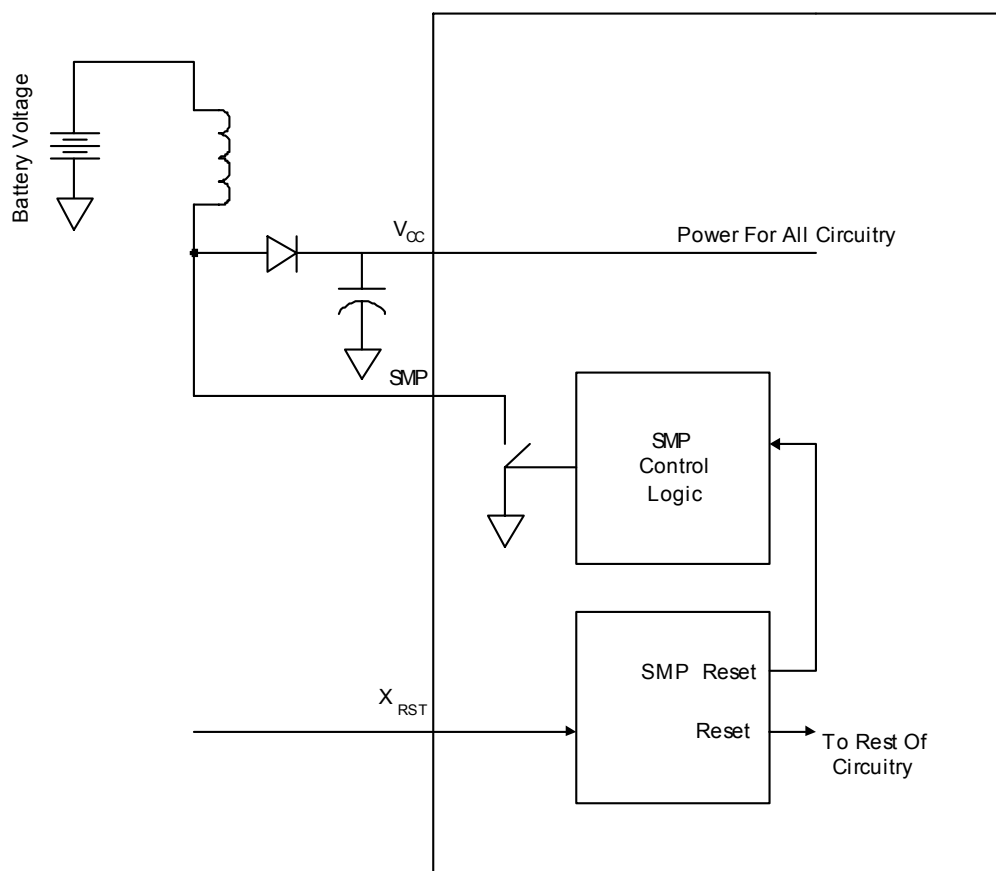 Battery Voltage
VCC
Power For All Circuitry
SMP
SMP
Control
Logic
SMP Reset
XRST
Reset
To Rest Of
Circuitry